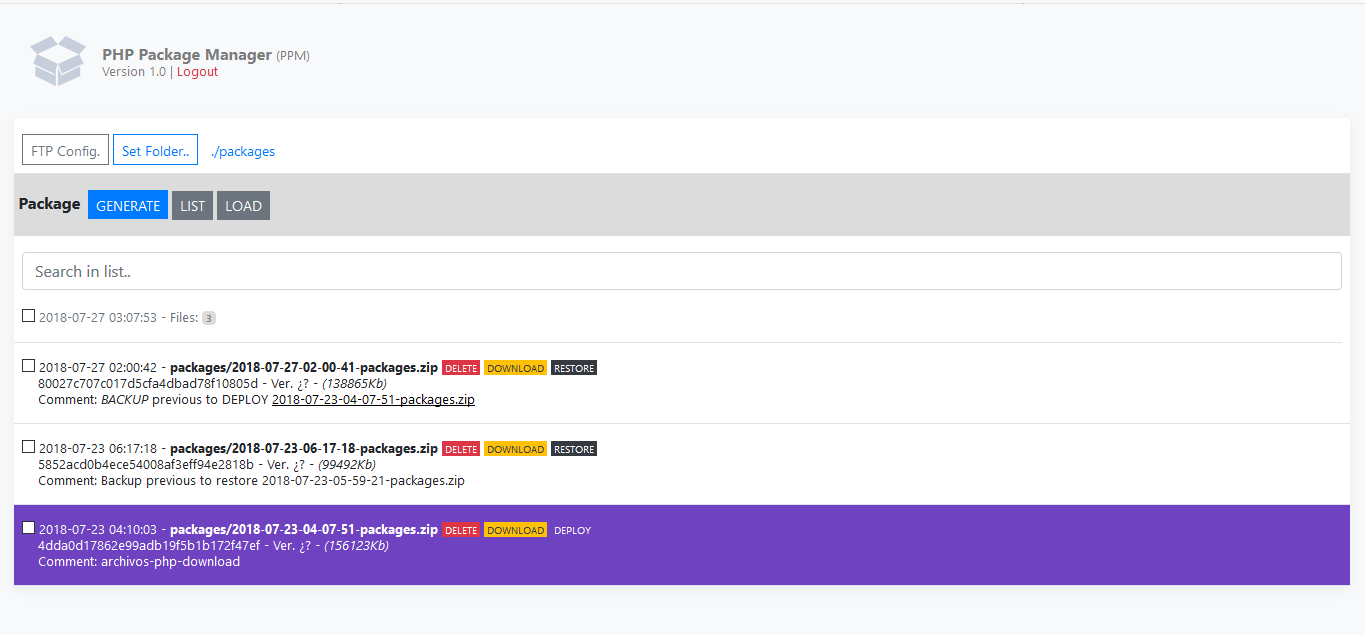 PHP Package Manager (PPM)
Version 1.0 | Logout
FTP Config. Set Folder.. ./packages
Package GENERATE LIST LOAD
Search in list..
2018-07-27 03:07:53 - Files: 3
2018-07-27 02:00:42 - packages/2018-07-27-02-00-41-packages.zip DELETE DOWNLOAD RESTORE
80027c707c017d5cfa4dbad78f10805d - Ver. ¿? - (138865Kb)
Comment: BACKUP previous to DEPLOY 2018-07-23-04-07-51-packages.zip
2018-07-23 06:17:18 - packages/2018-07-23-06-17-18-packages.zip DELETE DOWNLOAD RESTORE
5852acd0b4ece54008af3eff94e2818b - Ver. ¿? - (99492Kb)
Comment: Backup previous to restore 2018-07-23-05-59-21-packages.zip
2018-07-23 04:10:03 - packages/2018-07-23-04-07-51-packages.zip DELETE DOWNLOAD DEPLOY
4dda0d17862e99adb19f5b1b172f47ef - Ver. ¿? - (156123Kb)
Comment: archivos-php-download